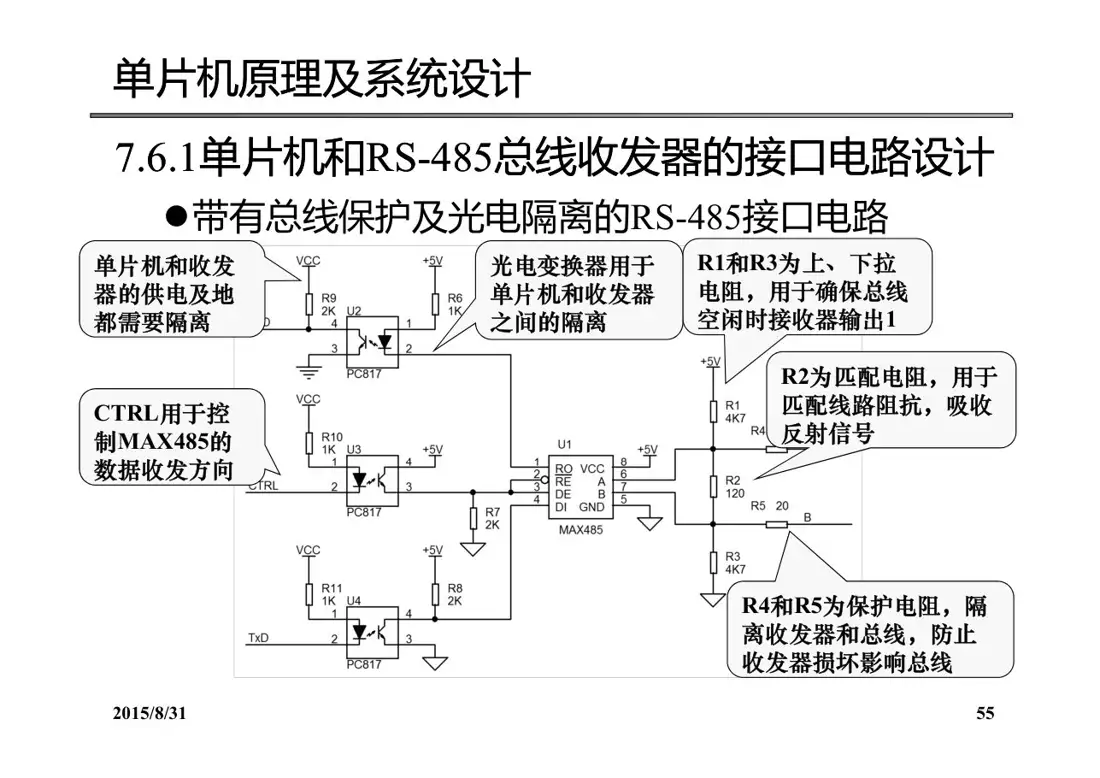 单片机原理及系统设计
7.6.1单片机和RS-485总线收发器的接口电路设计
●带有总线保护及光电隔离的RS-485接口电路
单片机和收发
器的供电及地
都需要隔离
光电变换器用于
单片机和收发器
之间的隔离
R1和R3为上、下拉
电阻，用于确保总线
空闲时接收器输出1
R2为匹配电阻，用于
匹配线路阻抗，吸收
反射信号
CTRL用于控
制MAX485的
数据收发方向
R4和R5为保护电阻，隔
离收发器和总线，防止
收发器损坏影响总线
VCC
R9
2K
U2
4
3
1
2
PC817
+5V
R6
1K
D
VCC
R10
1K
U3
1
2
4
3
PC817
+5V
CTRL
R7
2K
VCC
R11
1K
U4
1
2
4
3
PC817
+5V
R8
2K
TxD
U1
1 RO VCC 8
2 RE A 6
3 DE B 7
4 DI GND 5
MAX485
+5V
+5V
R1
4K7
R4
R2
120
R5 20
B
R3
4K7
2015/8/31
55